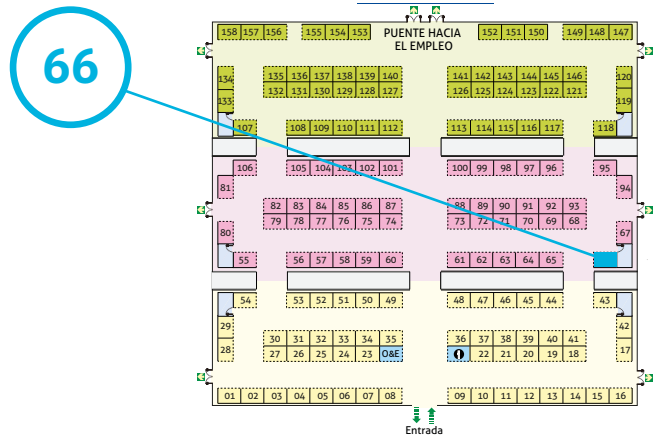 66
158 157 156 155 154 153 PUENTE HACIA 152 151 150 149 148 147
EL EMPLEO
134 135 136 137 138 139 140 141 142 143 144 145 146 120
133 132 131 130 129 128 127 126 125 124 123 122 121 119
107 108 109 110 111 112 113 114 115 116 117 118
106 105 104 103 102 101 100 99 98 97 96 95
81 94
82 83 84 85 86 87 88 89 90 91 92 93
79 78 77 76 75 74 73 72 71 70 69 68
80 67
55 56 57 58 59 60 61 62 63 64 65
54 53 52 51 50 49 48 47 46 45 44 43
29 42
30 31 32 33 34 35 36 37 38 39 40 41
28 27 26 25 24 23 O&E 22 21 20 19 18 17
01 02 03 04 05 06 07 08 09 10 11 12 13 14 15 16
Entrada